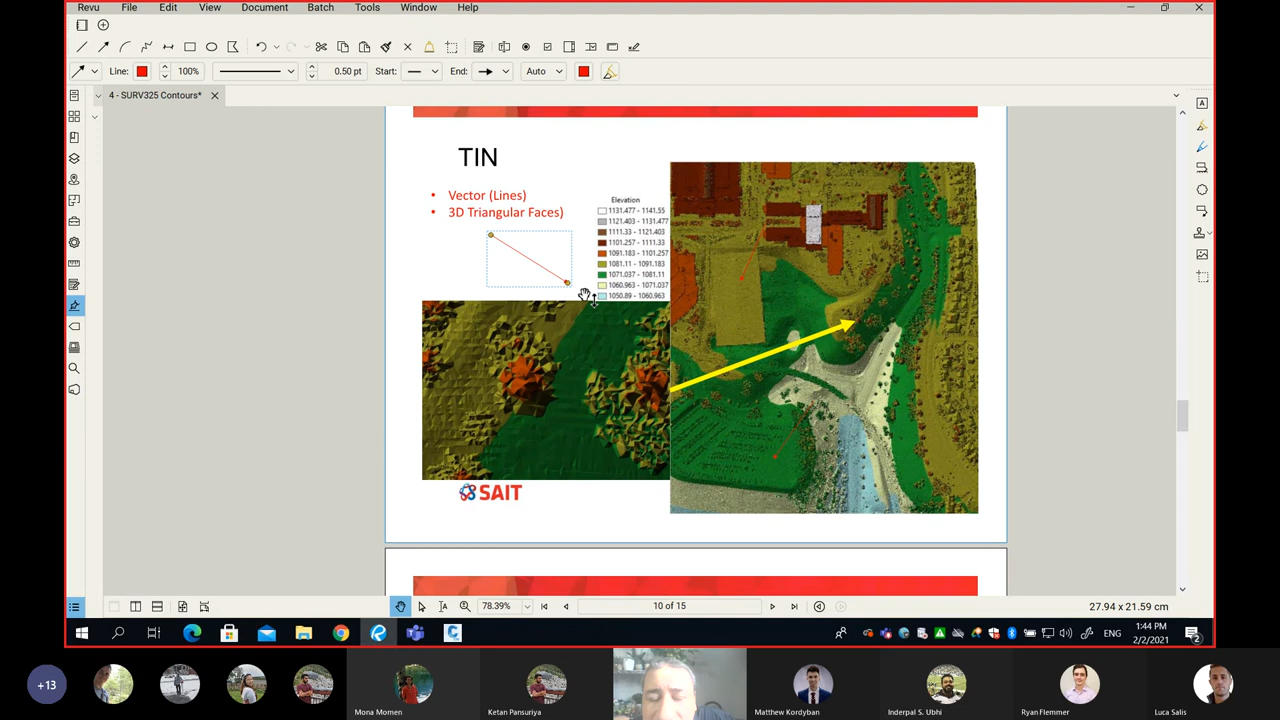 Revu File Edit View Document Batch Tools Window Help
Line: 100% 0.50 pt Start: End: Auto
4 - SURV325 Contours*
TIN
• Vector (Lines)
• 3D Triangular Faces)
Elevation
1131.477 - 1141.55
1121.403 - 1131.477
1111.33 - 1121.403
1101.257 - 1111.33
1091.183 - 1101.257
1081.11 - 1091.183
1071.037 - 1081.11
1060.963 - 1071.037
1050.89 - 1060.963
SAIT
78.39% 10 of 15 27.94 x 21.59 cm
ENG 1:44 PM
2/2/2021 2
+13
Mona Momen Ketan Pansuriya Matthew Kordyban Inderpal S. Ubhi Ryan Flemmer Luca Salis